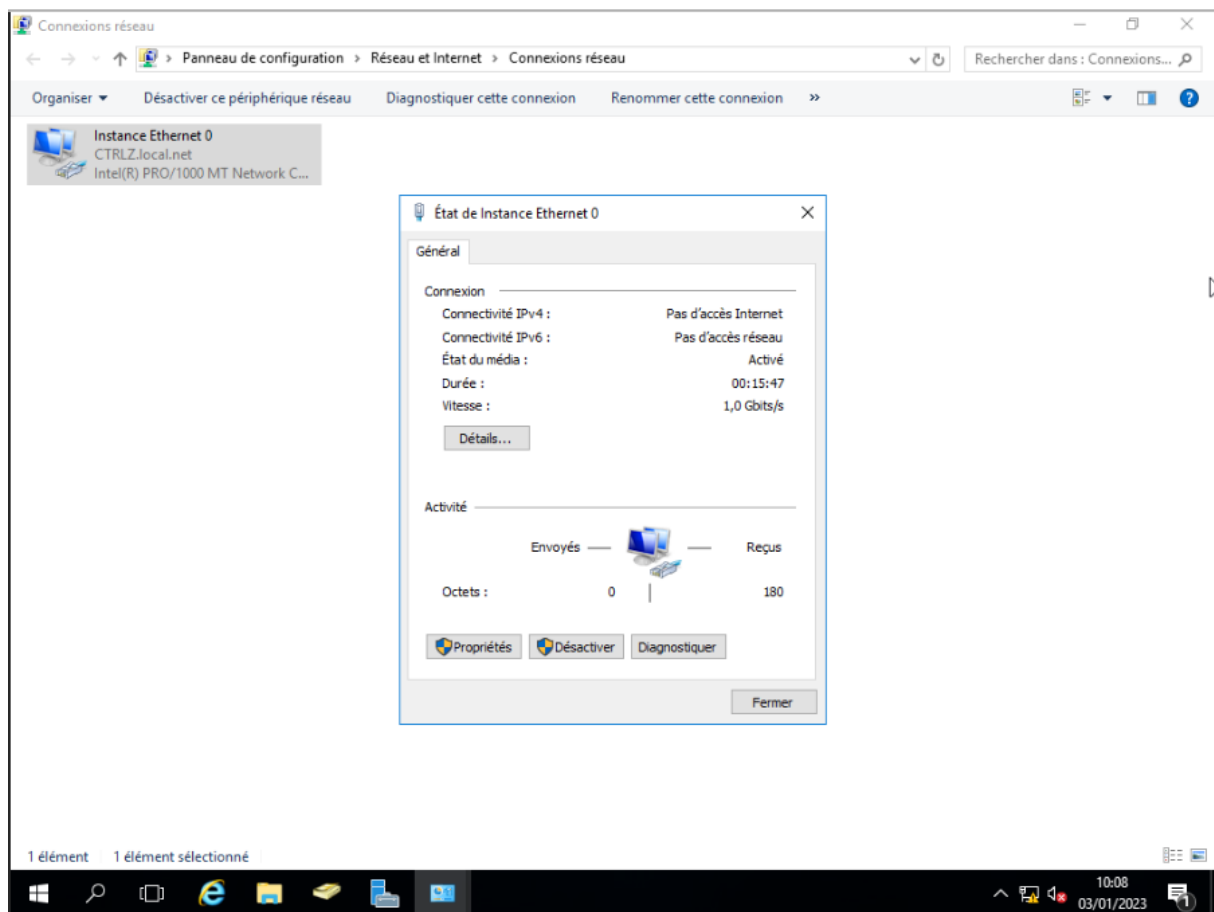 Connexions réseau
Panneau de configuration > Réseau et Internet > Connexions réseau
Rechercher dans : Connexions...
Organiser Désactiver ce périphérique réseau Diagnostiquer cette connexion Renommer cette connexion »
Instance Ethernet 0
CTRLZ.local.net
Intel(R) PRO/1000 MT Network C...
État de Instance Ethernet 0
Général
Connexion
Connectivité IPv4 : Pas d'accès Internet
Connectivité IPv6 : Pas d'accès réseau
État du média : Activé
Durée : 00:15:47
Vitesse : 1,0 Gbits/s
Détails...
Activité
Envoyés Reçus
Octets : 0 180
Propriétés Désactiver Diagnostiquer
Fermer
1 élément 1 élément sélectionné
10:08
03/01/2023
1